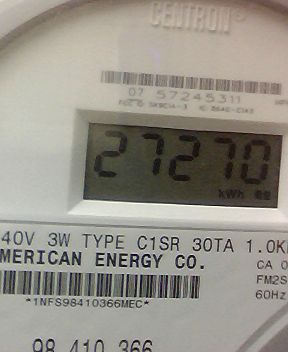 CENTRON®
07 57245311
27270
kWh
40V 3W TYPE C1SR 30TA 1.0K
MERICAN ENERGY CO.
CA 0
FM2S
60Hz
*1NFS98410366MEC*
98 410 366